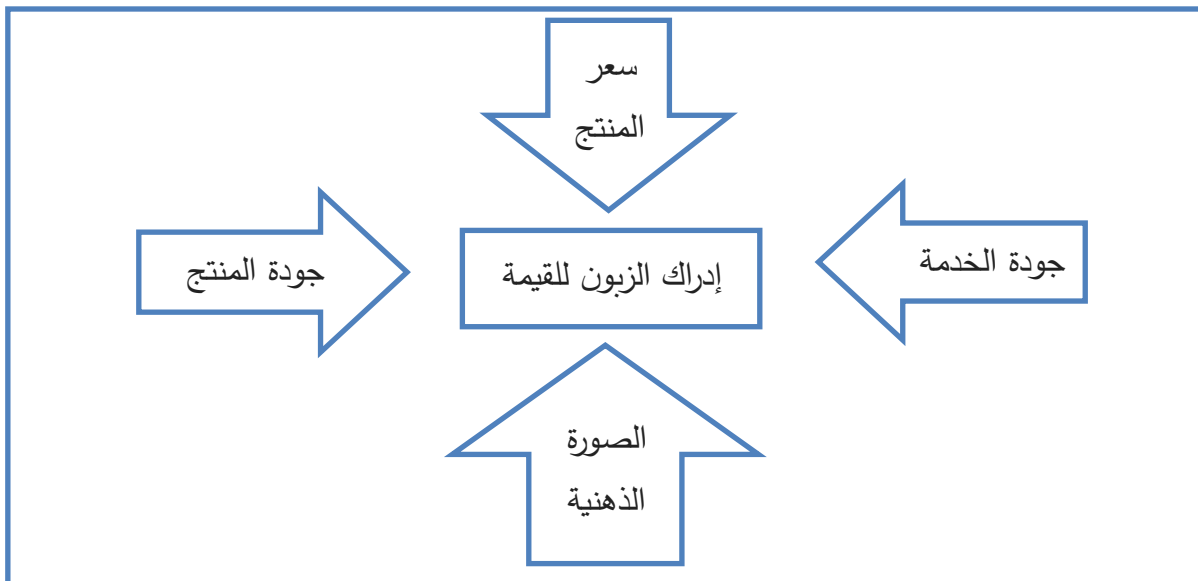 سعر
المنتج
جودة الخدمة
إدراك الزبون للقيمة
جودة المنتج
الصورة
الذهنية